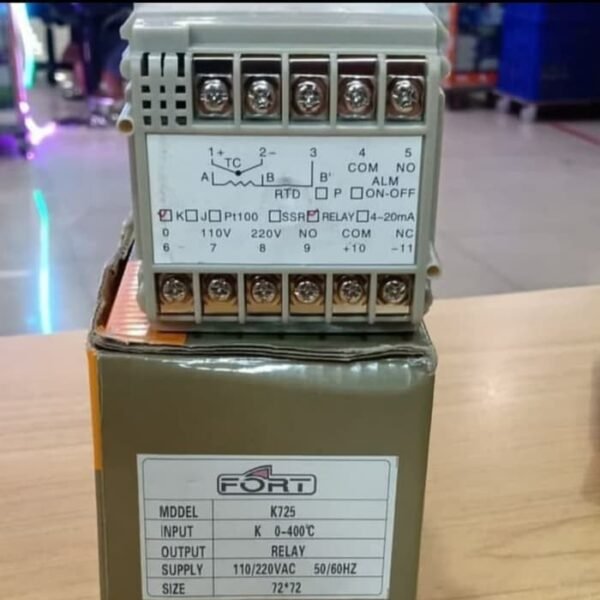 1+ 2- 3 4 5
TC COM NO
A B B' ALM
RTD □ P □ ON-OFF
☑ K □ J □ Pt100 □ SSR ☑ RELAY □ 4~20mA
0 110V 220V NO COM NC
6- 7 8 9 +10 -11
FORT
MDDEL K725
INPUT K 0-400℃
OUTPUT RELAY
SUPPLY 110/220VAC 50/60HZ
SIZE 72*72